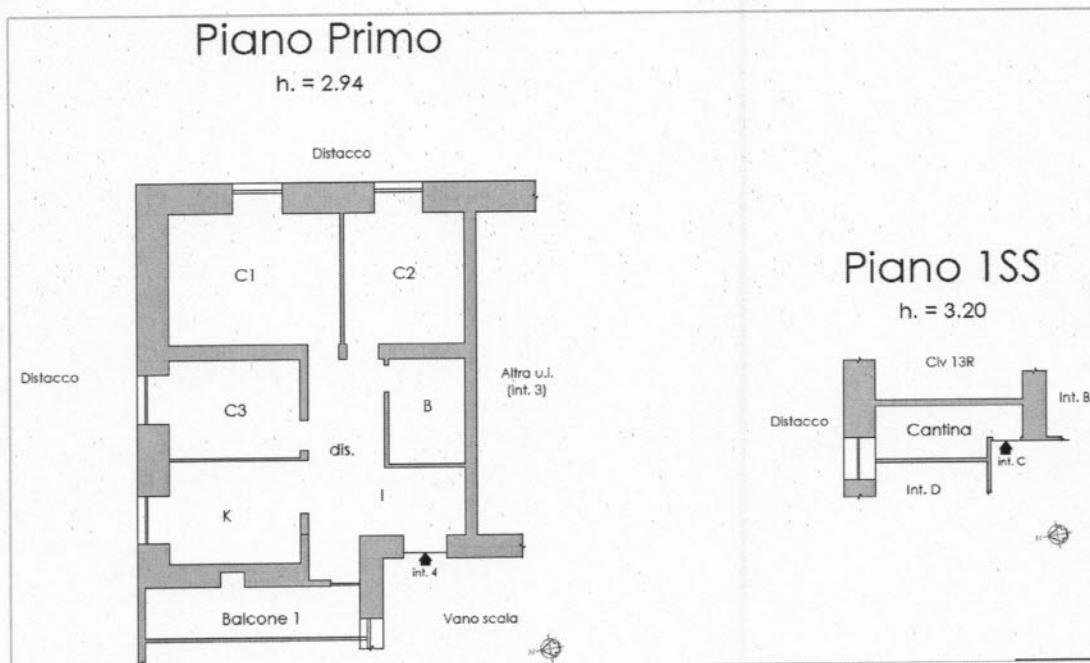 Piano Primo
h. = 2.94
Distacco
C1
C2
Distacco
C3
B
Altra u.i.
(int. 3)
dis.
K
I
int. 4
Balcone 1
Vano scala
Piano 1SS
h. = 3.20
Civ 13R
Int. B
Distacco
Cantina
int. C
Int. D